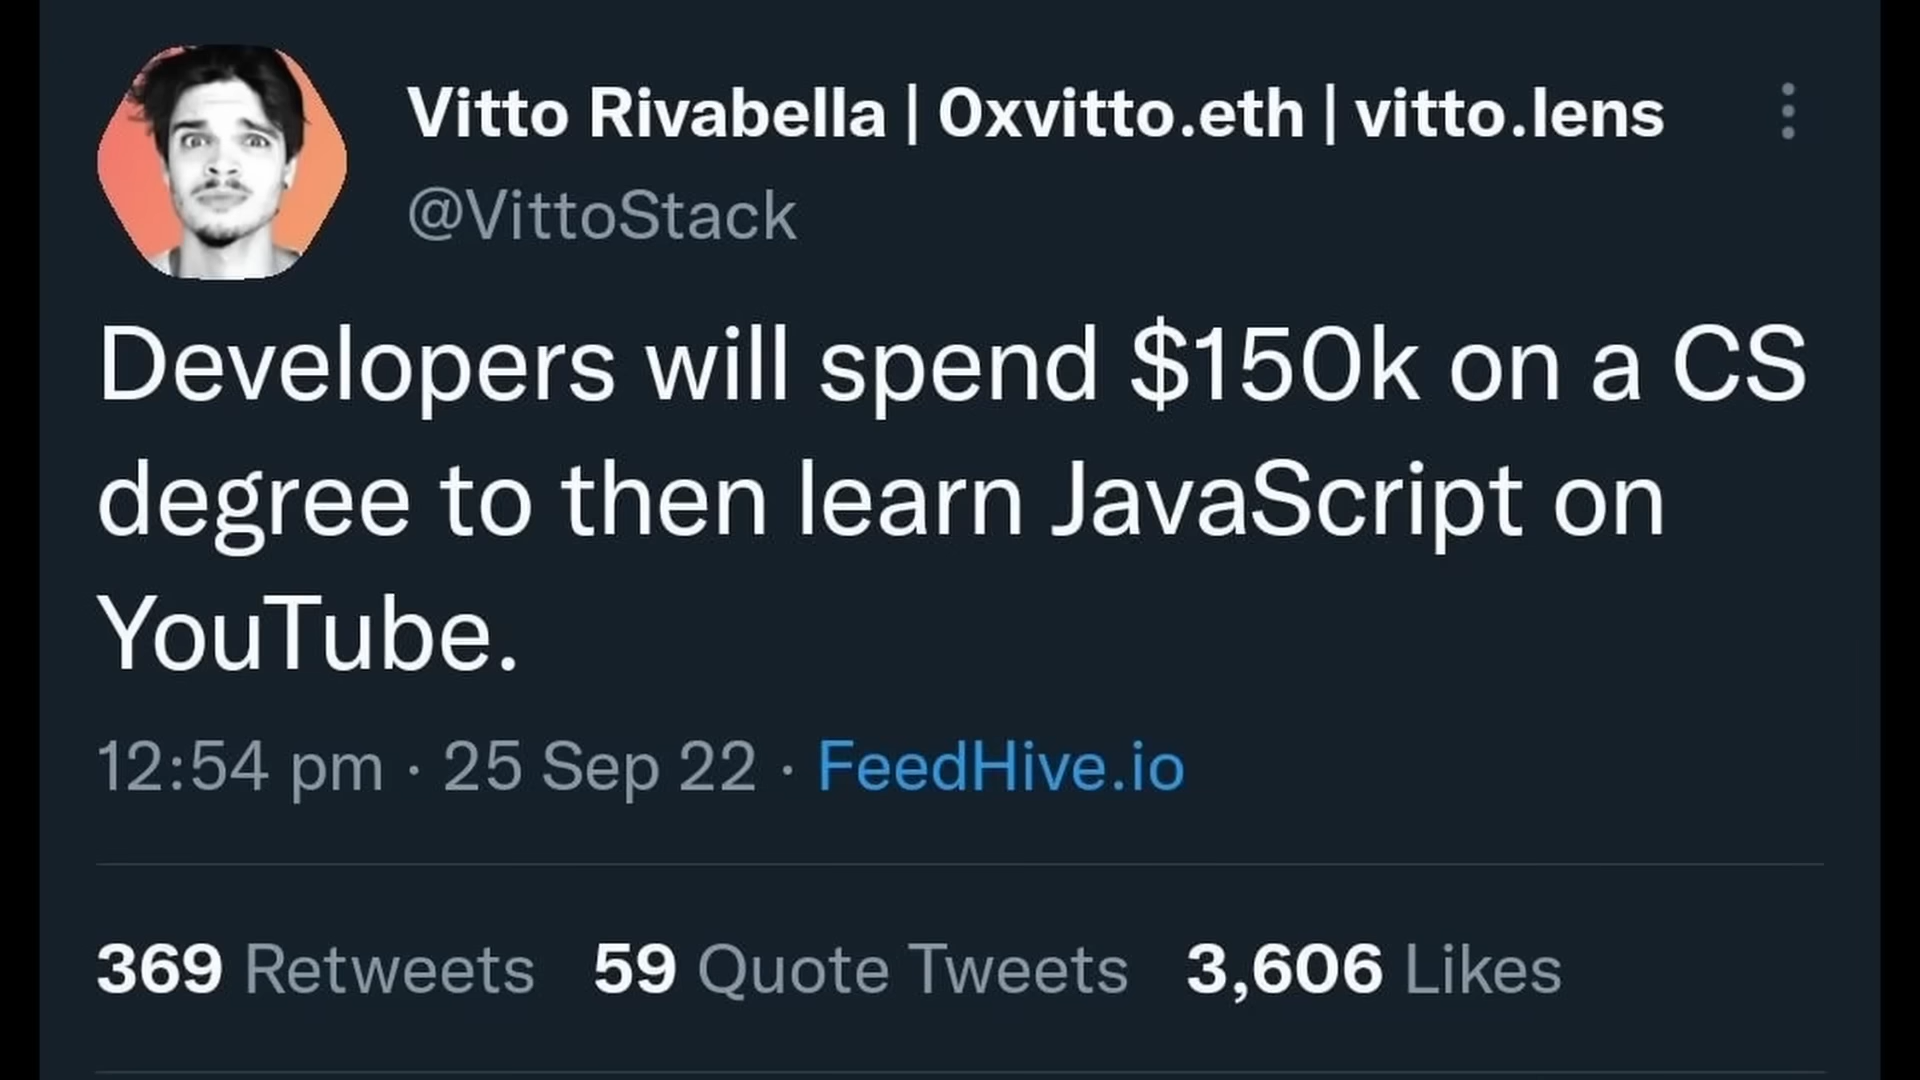 Vitto Rivabella | 0xvitto.eth | vitto.lens
@VittoStack
Developers will spend $150k on a CS
degree to then learn JavaScript on
YouTube.
12:54 pm · 25 Sep 22 · FeedHive.io
369 Retweets 59 Quote Tweets 3,606 Likes